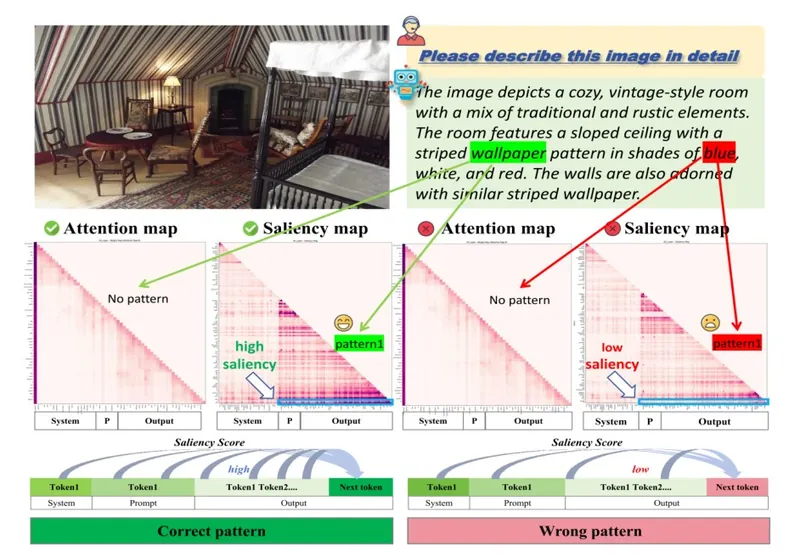 Please describe this image in detail
The image depicts a cozy, vintage-style room
with a mix of traditional and rustic elements.
The room features a sloped ceiling with a
striped wallpaper pattern in shades of blue,
white, and red. The walls are also adorned
with similar striped wallpaper.
Attention map
Saliency map
Attention map
Saliency map
No pattern
high
saliency
pattern1
No pattern
low
saliency
pattern1
System P Output
System P Output
System P Output
System P Output
Saliency Score
high
Token1 Token1 Token1 Token2.... Next token
System Prompt Output
Correct pattern
Saliency Score
low
Token1 Token1 Token1 Token2.... Next token
System Prompt Output
Wrong pattern